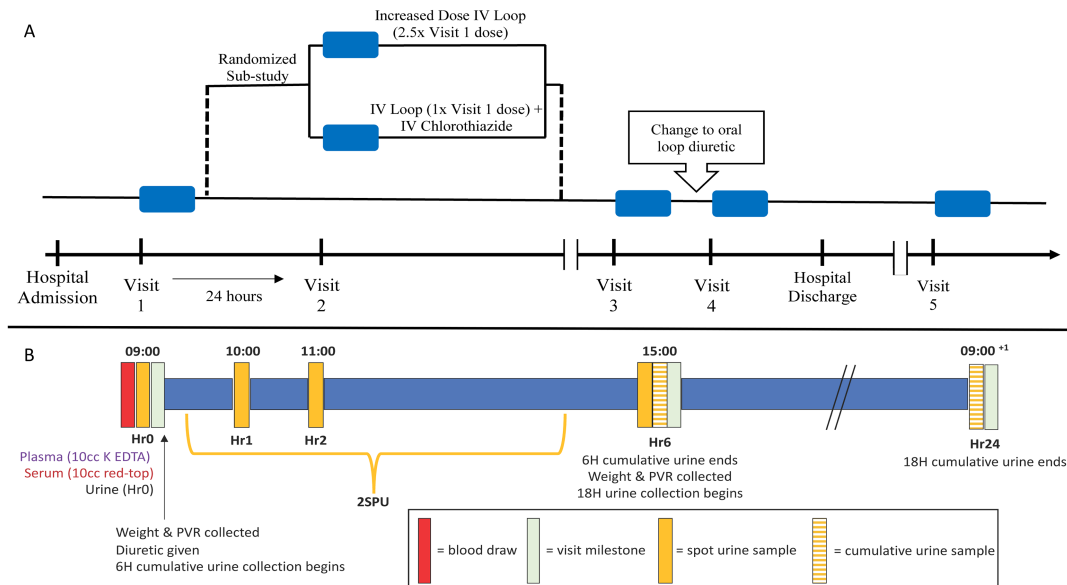 A
Increased Dose IV Loop
(2.5x Visit 1 dose)
Randomized
Sub-study
IV Loop (1x Visit 1 dose) +
IV Chlorothiazide
Change to oral
loop diuretic
Hospital
Admission
Visit
1
24 hours
Visit
2
Visit
3
Visit
4
Hospital
Discharge
Visit
5
B
09:00
10:00
11:00
15:00
09:00 +1
Hr0
Hr1
Hr2
Hr6
Hr24
Plasma (10cc K EDTA)
Serum (10cc red-top)
Urine (Hr0)
6H cumulative urine ends
Weight & PVR collected
18H urine collection begins
18H cumulative urine ends
2SPU
Weight & PVR collected
Diuretic given
6H cumulative urine collection begins
= blood draw
= visit milestone
= spot urine sample
= cumulative urine sample